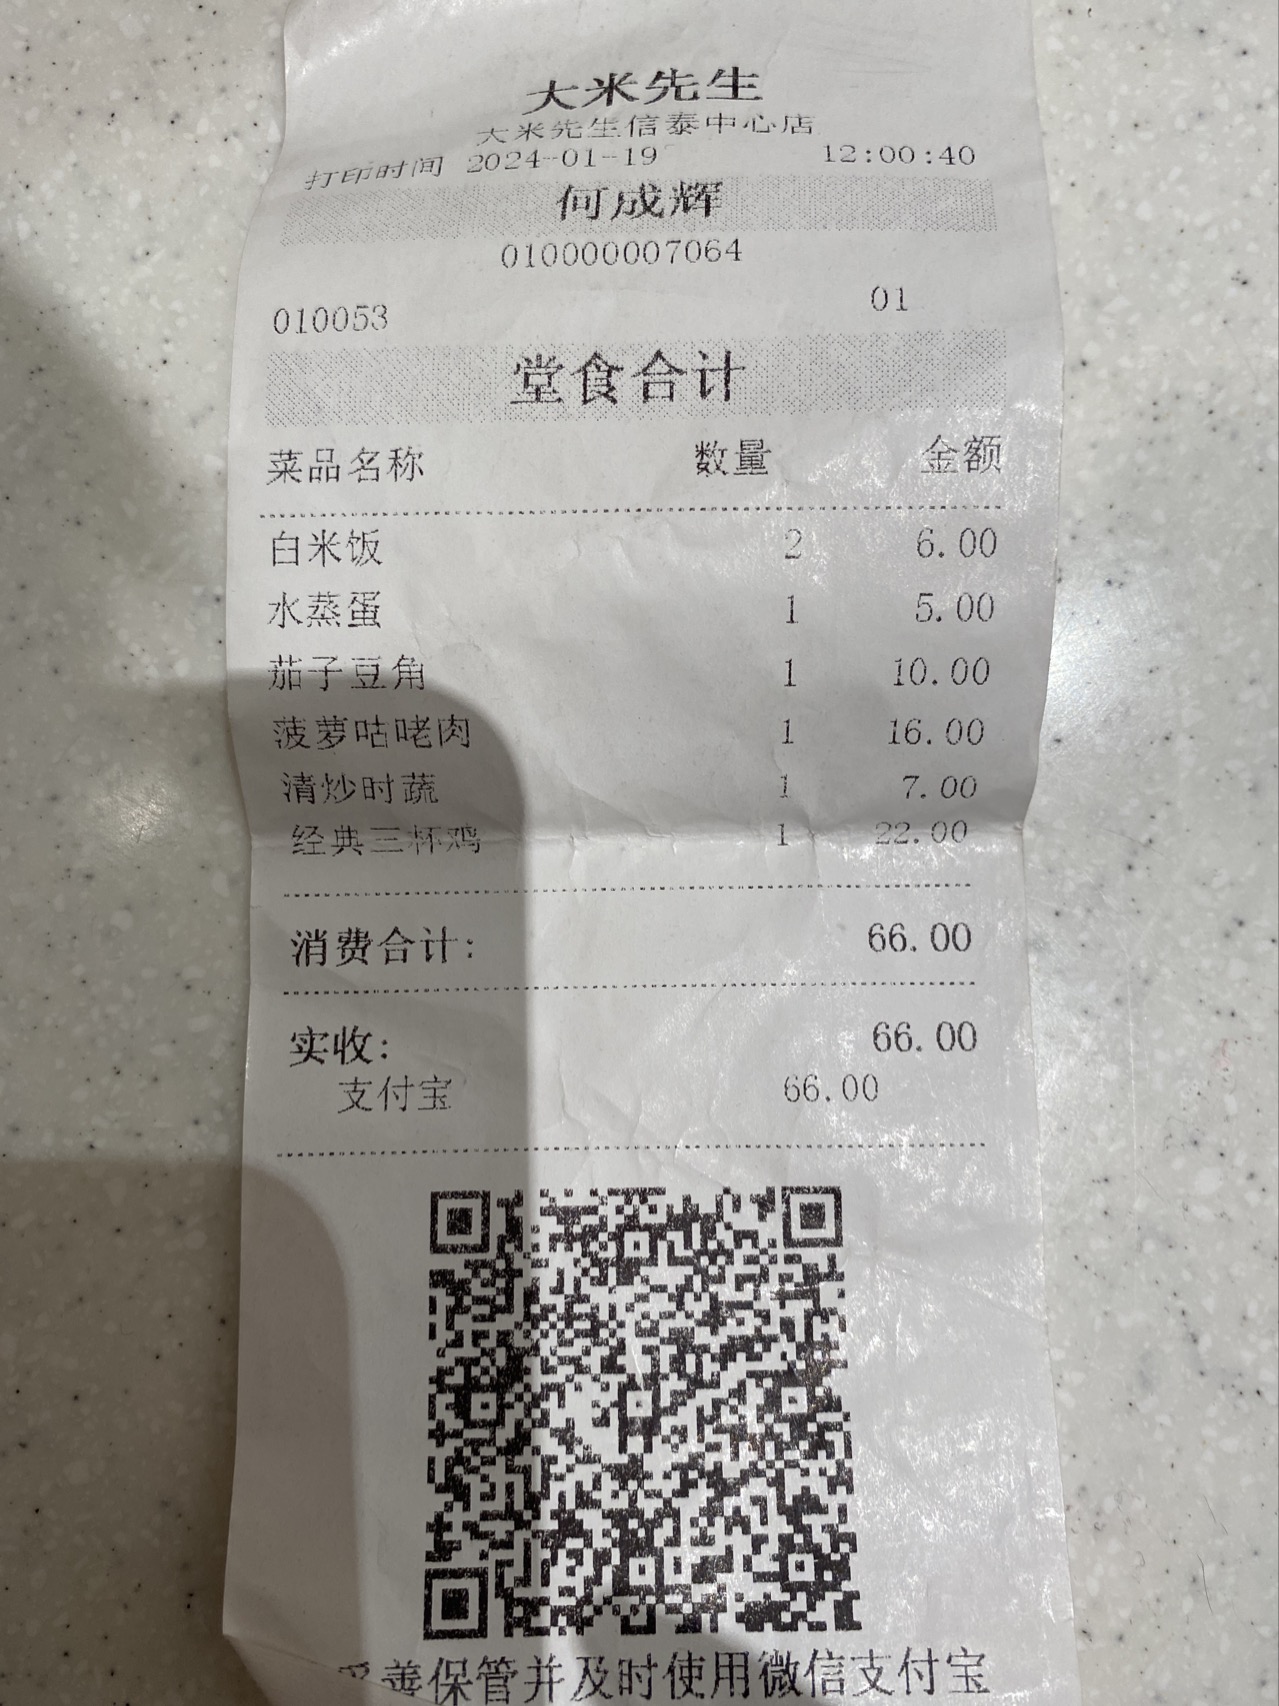 大米先生
大米先生信泰中心店
打印时间 2024-01-19 12:00:40
何成辉
010000007064
010053 01
堂食合计
菜品名称 数量 金额
白米饭 2 6.00
水蒸蛋 1 5.00
茄子豆角 1 10.00
菠萝咕咾肉 1 16.00
清炒时蔬 1 7.00
经典三杯鸡 1 22.00
消费合计: 66.00
实收: 66.00
支付宝 66.00
善保管并及时使用微信支付宝